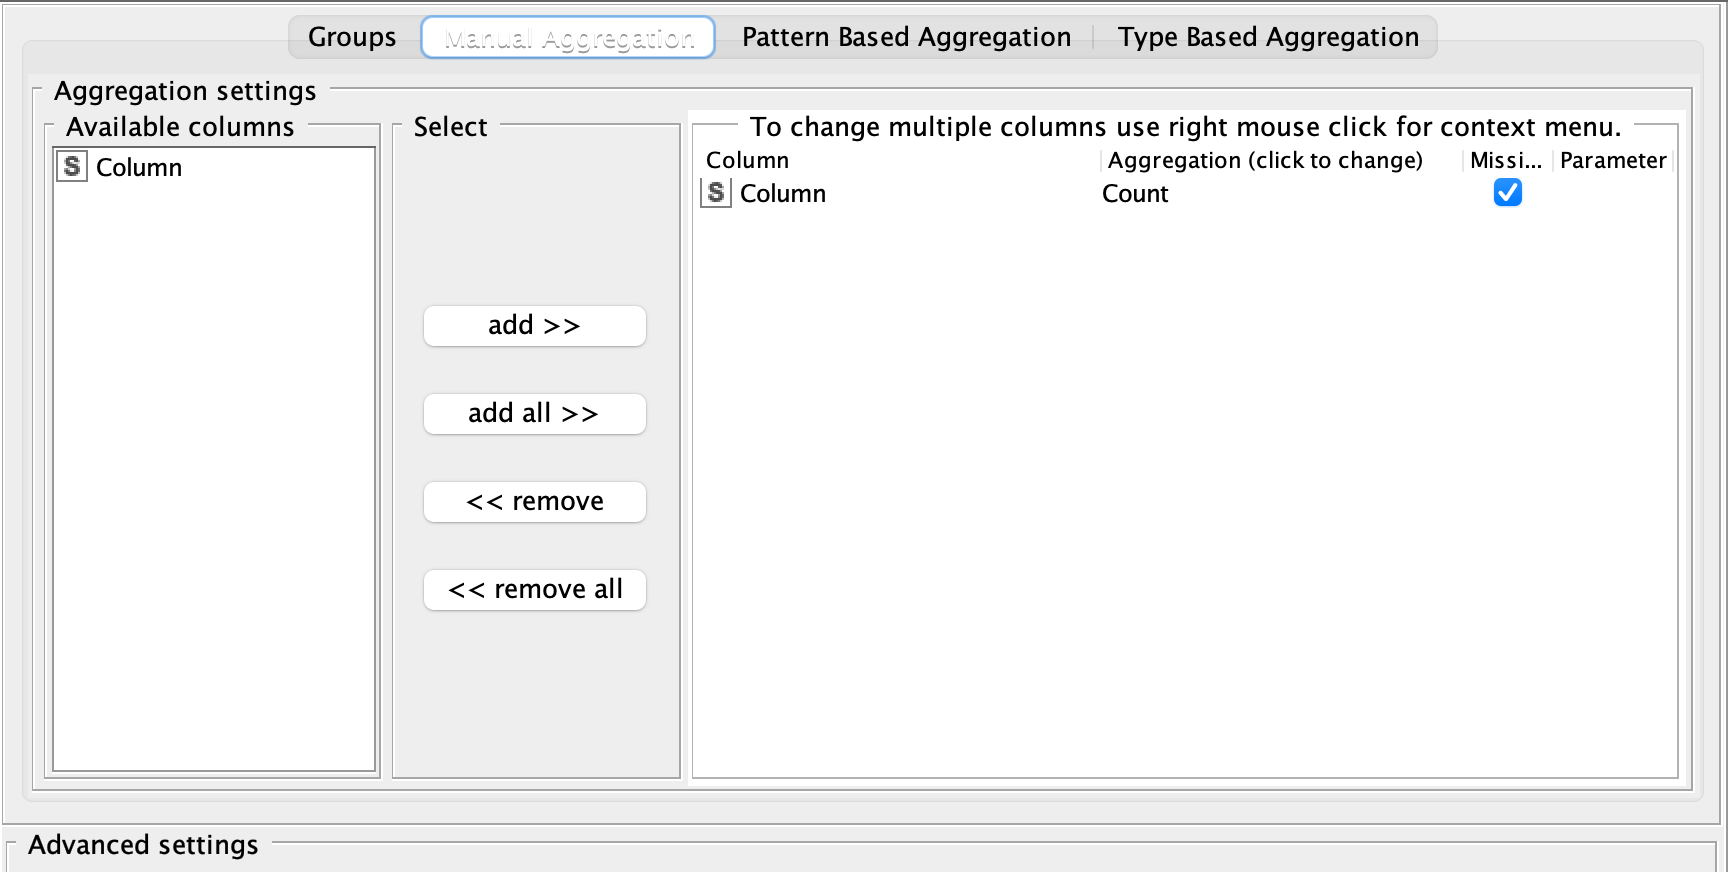 Groups Manual Aggregation Pattern Based Aggregation Type Based Aggregation
Aggregation settings
Available columns
S Column
Select
add >>
add all >>
<< remove
<< remove all
To change multiple columns use right mouse click for context menu.
Column Aggregation (click to change) Missi... Parameter
S Column Count
Advanced settings